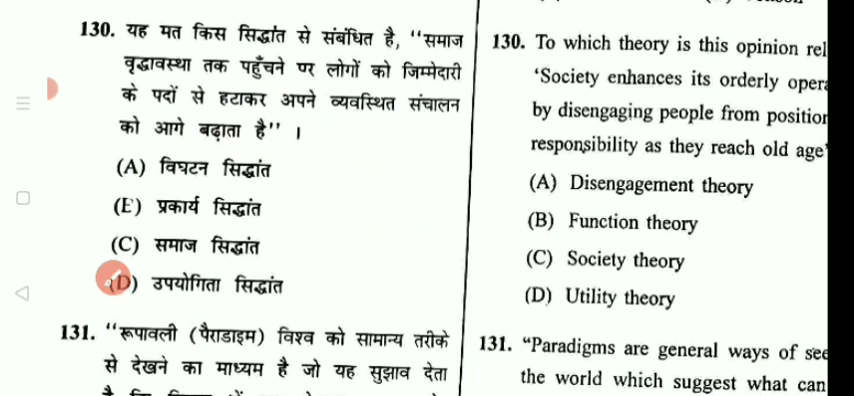 130. यह मत किस सिद्धांत से संबंधित है, ‘‘समाज
वृद्धावस्था तक पहुँचने पर लोगों को जिम्मेदारी
के पदों से हटाकर अपने व्यवस्थित संचालन
को आगे बढ़ाता है’’ ।
(A) विघटन सिद्धांत
(E) प्रकार्य सिद्धांत
(C) समाज सिद्धांत
(D) उपयोगिता सिद्धांत
131. ‘‘रूपावली (पैराडाइम) विश्व को सामान्य तरीके
से देखने का माध्यम है जो यह सुझाव देता
130. To which theory is this opinion rel
‘Society enhances its orderly opera
by disengaging people from position
responsibility as they reach old age’
(A) Disengagement theory
(B) Function theory
(C) Society theory
(D) Utility theory
131. “Paradigms are general ways of see
the world which suggest what can